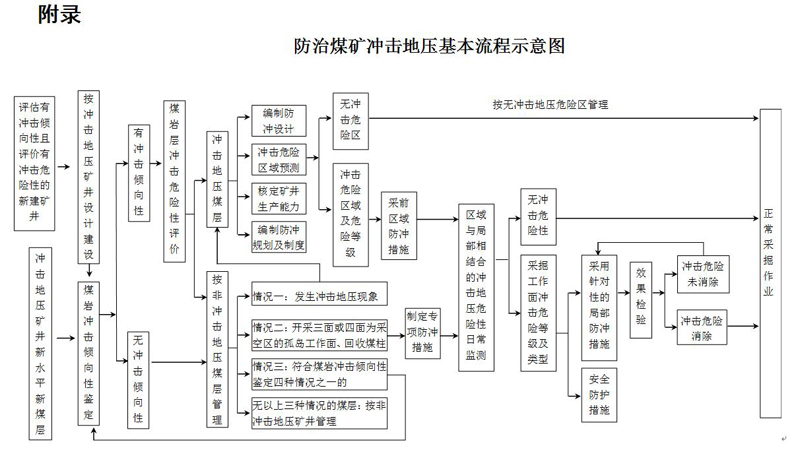 附录
防治煤矿冲击地压基本流程示意图
评估有
冲击倾
向性且
评价有
冲击危
险性的
新建矿
井
按冲击地压矿井设计建设
冲击地压矿井新水平新煤层
煤岩冲击倾向性鉴定
有冲击倾向性
无冲击倾向性
煤岩层冲击危险性评价
冲击地压煤层
按非冲击地压煤层管理
编制防
冲设计
冲击危险
区域预测
核定矿井
生产能力
编制防冲
规划及制度
情况一：发生冲击地压现象
情况二：开采三面或四面为采
空区的孤岛工作面、回收煤柱
情况三：符合煤岩冲击倾向性
鉴定四种情况之一的
无以上三种情况的煤层：按非
冲击地压矿井管理
无冲
击危
险区
冲击
危险
区域
及危
险等
级
按无冲击地压危险区管理
采前
区域
防冲
措施
制定专
项防冲
措施
区域
与局
部相
结合
的冲
击地
压危
险性
日常
监测
无冲
击危
险性
采掘
工作
面冲
击危
险等
级及
类型
采用
针对
性的
局部
防冲
措施
安全
防护
措施
效果
检验
冲击危险
未消除
冲击危险
消除
正常采掘作业